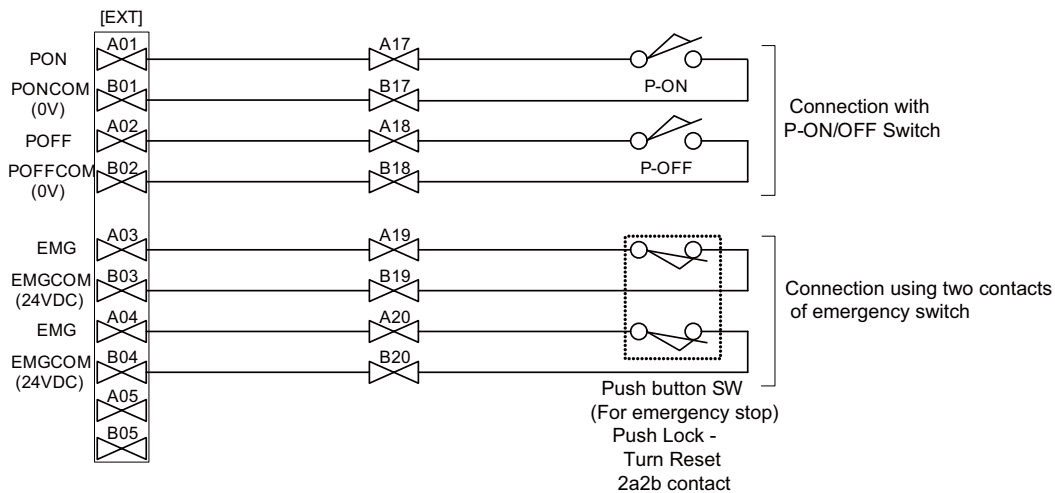 [EXT]
PON A01 A17
PONCOM B01 B17 P-ON
(0V)
POFF A02 A18
POFFCOM B02 B18 P-OFF
(0V)
Connection with
P-ON/OFF Switch
EMG A03 A19
EMGCOM B03 B19
(24VDC)
EMG A04 A20
EMGCOM B04 B20
(24VDC)
A05
B05
Connection using two contacts
of emergency switch
Push button SW
(For emergency stop)
Push Lock -
Turn Reset
2a2b contact